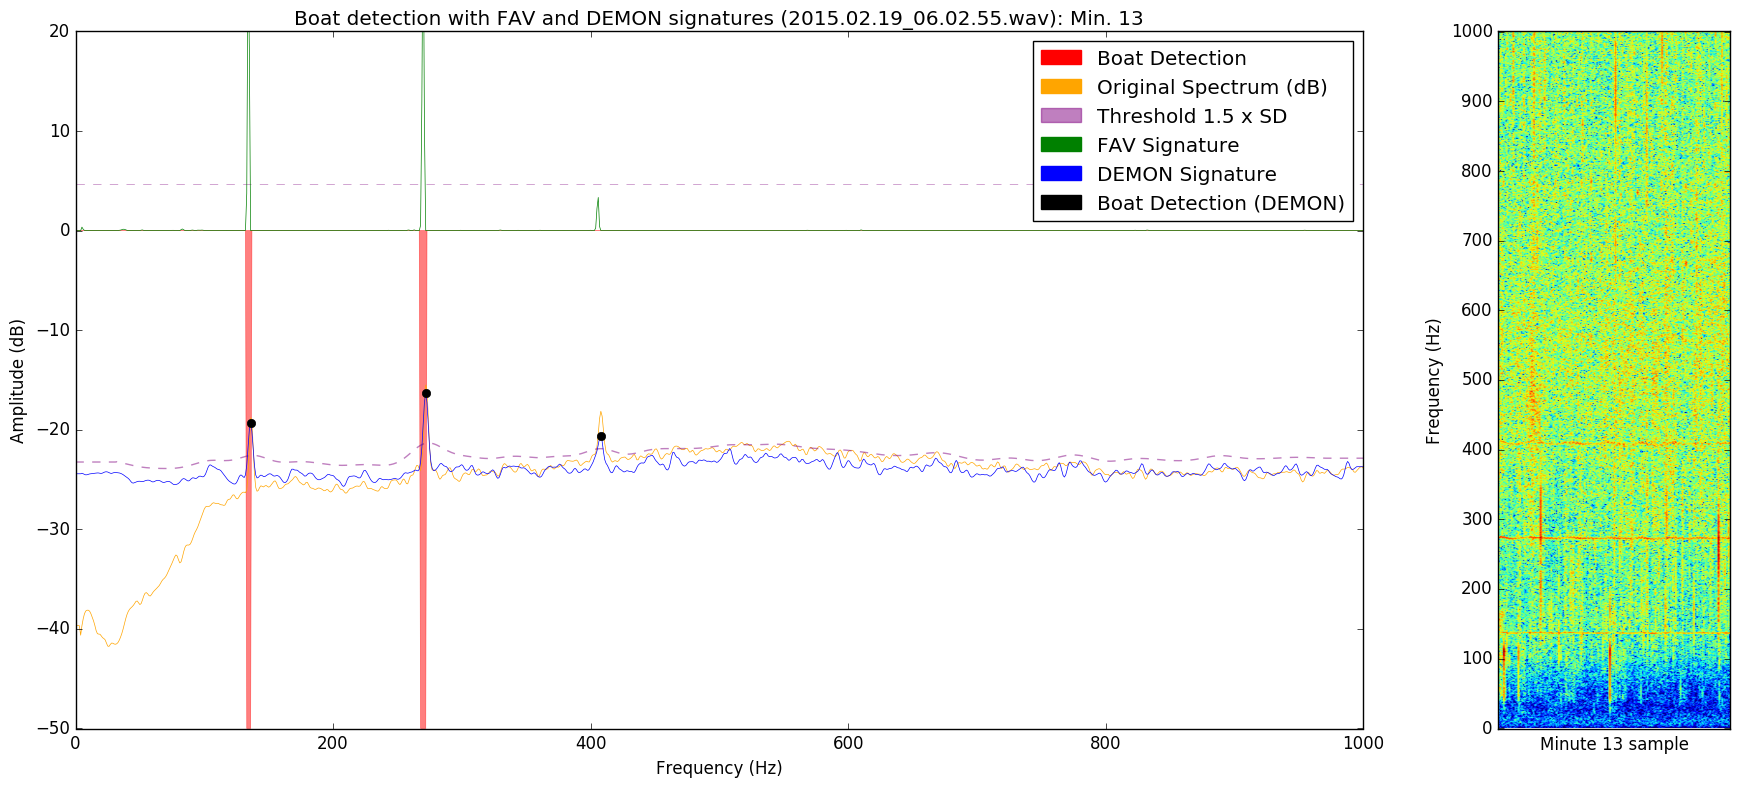 Boat detection with FAV and DEMON signatures (2015.02.19_06.02.55.wav): Min. 13
20
10
0
−10
−20
−30
−40
−50
Amplitude (dB)
0 200 400 600 800 1000
Frequency (Hz)
Boat Detection
Original Spectrum (dB)
Threshold 1.5 x SD
FAV Signature
DEMON Signature
Boat Detection (DEMON)
1000
900
800
700
600
500
400
300
200
100
0
Frequency (Hz)
Minute 13 sample